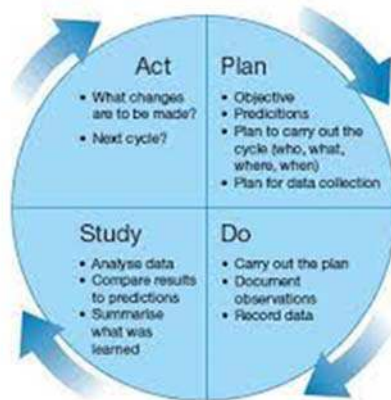 Act
• What changes
are to be made?
• Next cycle?
Plan
• Objective
• Predicitions
• Plan to carry out the
cycle (who, what,
where, when)
• Plan for data collection
Study
• Analyse data
• Compare results
to predictions
• Summarise
what was
learned
Do
• Carry out the plan
• Document
observations
• Record data